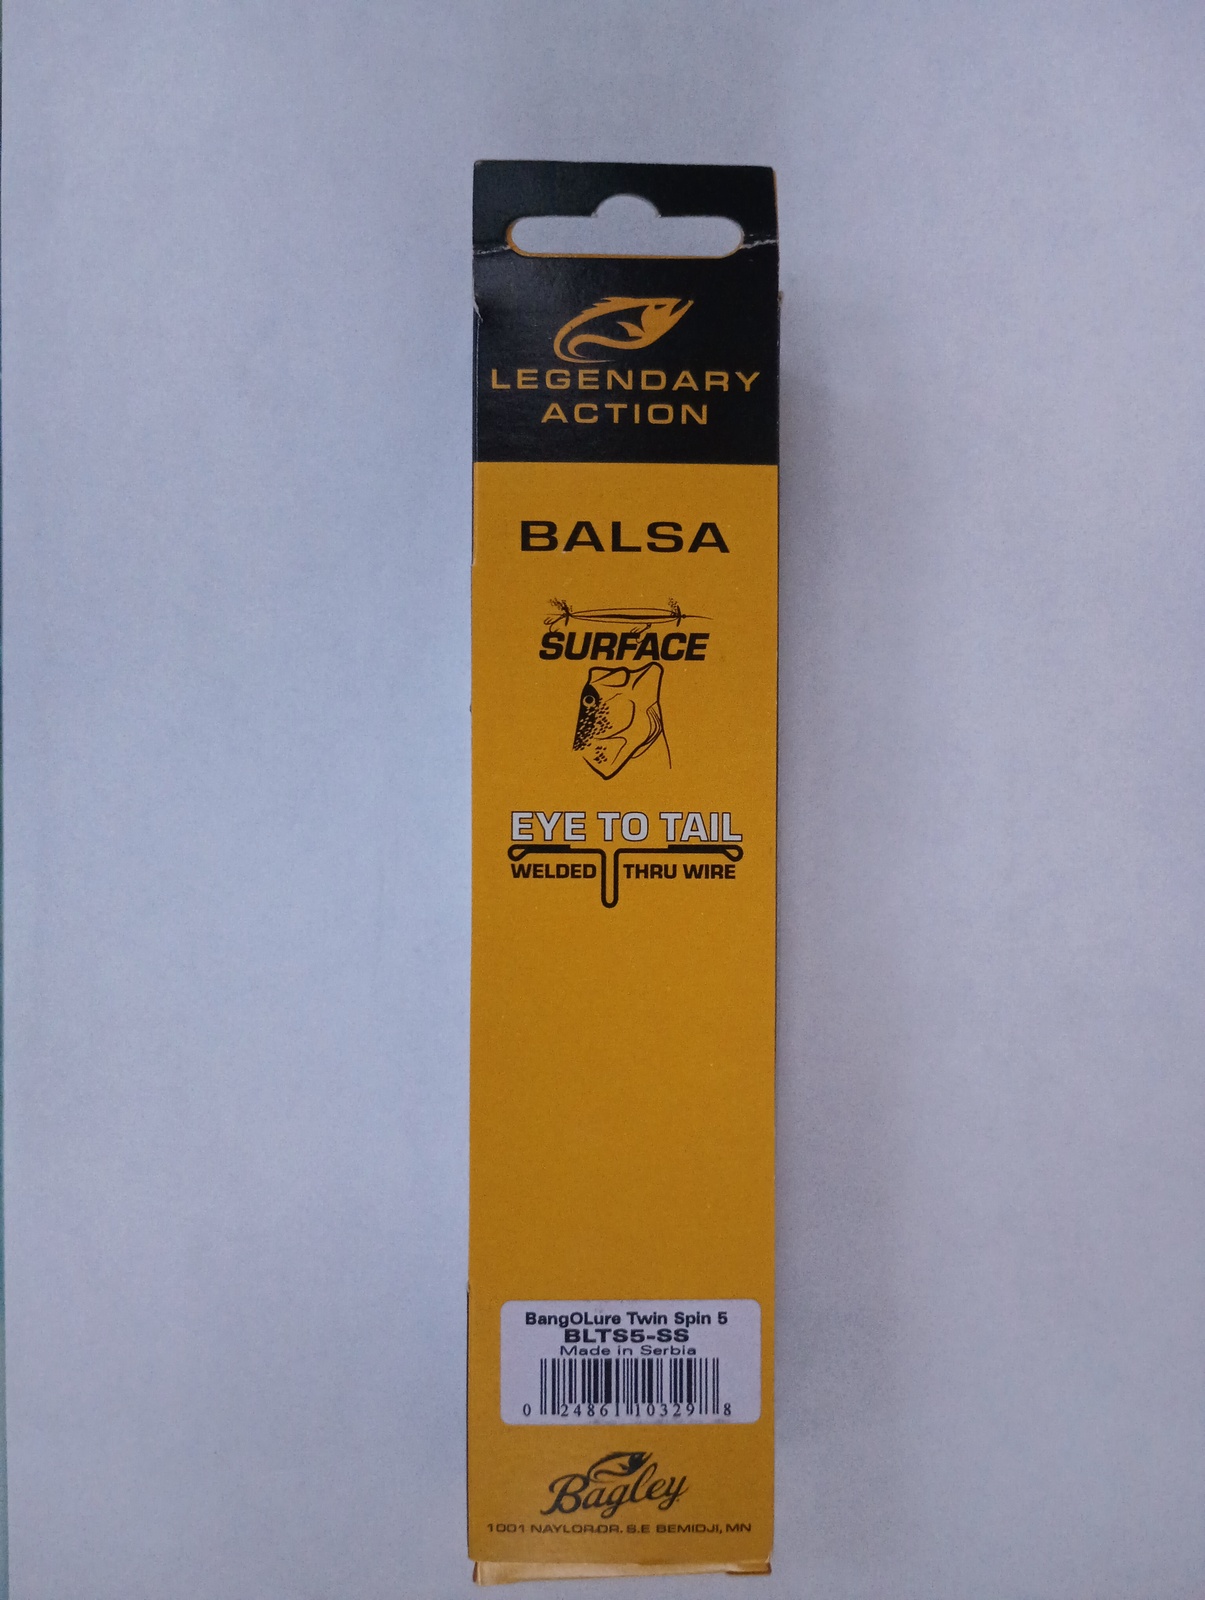 LEGENDARY
ACTION
BALSA
SURFACE
EYE TO TAIL
WELDED THRU WIRE
BangOLure Twin Spin 5
BLTS5-SS
Made in Serbia
0 24861 10329 8
Bagley
1001 NAYLOR DR. S.E BEMIDJI, MN